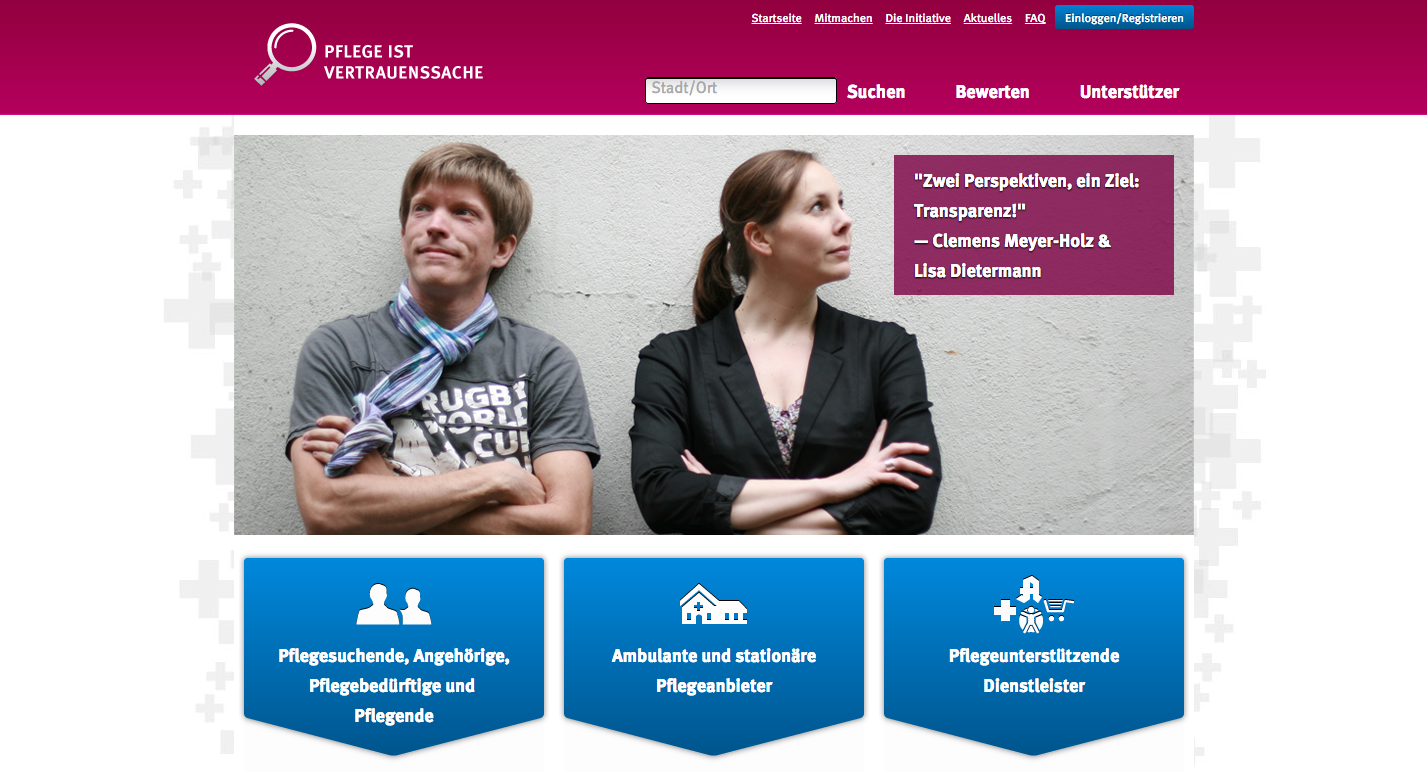 Startseite Mitmachen Die Initiative Aktuelles FAQ Einloggen/Registrieren
PFLEGE IST
VERTRAUENSSACHE
Stadt/Ort Suchen Bewerten Unterstützer
"Zwei Perspektiven, ein Ziel:
Transparenz!"
— Clemens Meyer-Holz &
Lisa Dietermann
RUGBY
WORLD
CUP
Pflegesuchende, Angehörige,
Pflegebedürftige und
Pflegende
Ambulante und stationäre
Pflegeanbieter
Pflegeunterstützende
Dienstleister